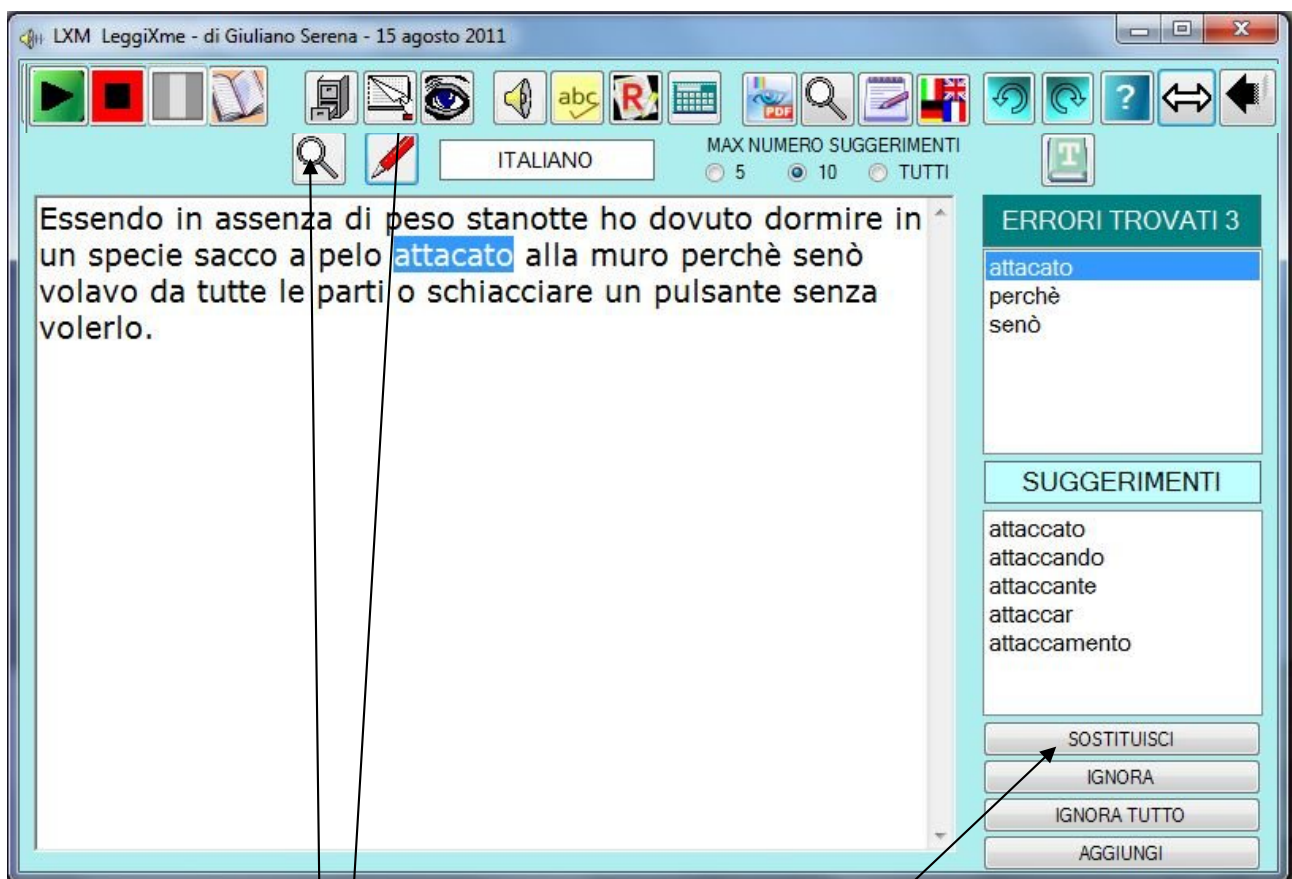 LXM LeggiXme - di Giuliano Serena - 15 agosto 2011
abc
R
PDF
?
ITALIANO
MAX NUMERO SUGGERIMENTI
5 10 TUTTI
T
Essendo in assenza di peso stanotte ho dovuto dormire in
un specie sacco a pelo attacato alla muro perchè senò
volavo da tutte le parti o schiacciare un pulsante senza
volerlo.
ERRORI TROVATI 3
attacato
perchè
senò
SUGGERIMENTI
attaccato
attaccando
attaccante
attaccar
attaccamento
SOSTITUISCI
IGNORA
IGNORA TUTTO
AGGIUNGI